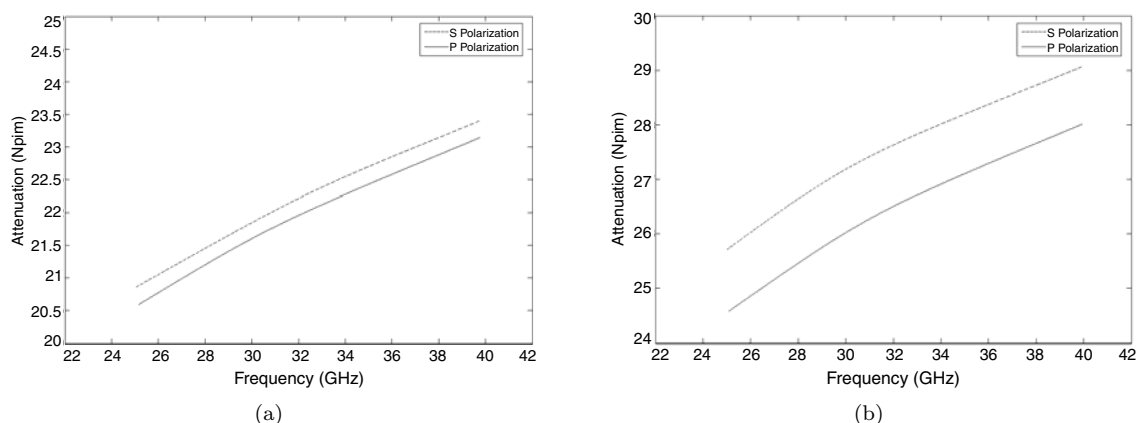 25
24.5
24
23.5
23
22.5
22
21.5
21
20.5
20
Attenuation (Npim)
S Polarization
P Polarization
22 24 26 28 30 32 34 36 38 40 42
Frequency (GHz)
(a)
30
29
28
27
26
25
24
Attenuation (Npim)
S Polarization
P Polarization
22 24 26 28 30 32 34 36 38 40 42
Frequency (GHz)
(b)